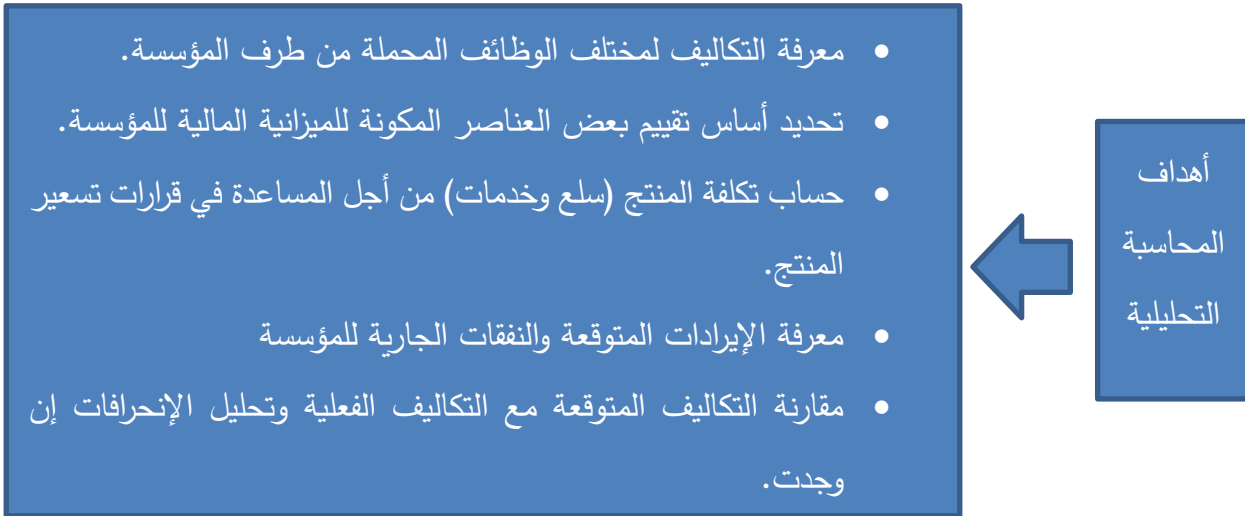 أهداف
المحاسبة
التحليلية
• معرفة التكاليف لمختلف الوظائف المحملة من طرف المؤسسة.
• تحديد أساس تقييم بعض العناصر المكونة للميزانية المالية للمؤسسة.
• حساب تكلفة المنتج (سلع وخدمات) من أجل المساعدة في قرارات تسعير
المنتج.
• معرفة الإيرادات المتوقعة والنفقات الجارية للمؤسسة
• مقارنة التكاليف المتوقعة مع التكاليف الفعلية وتحليل الإنحرافات إن
وجدت.